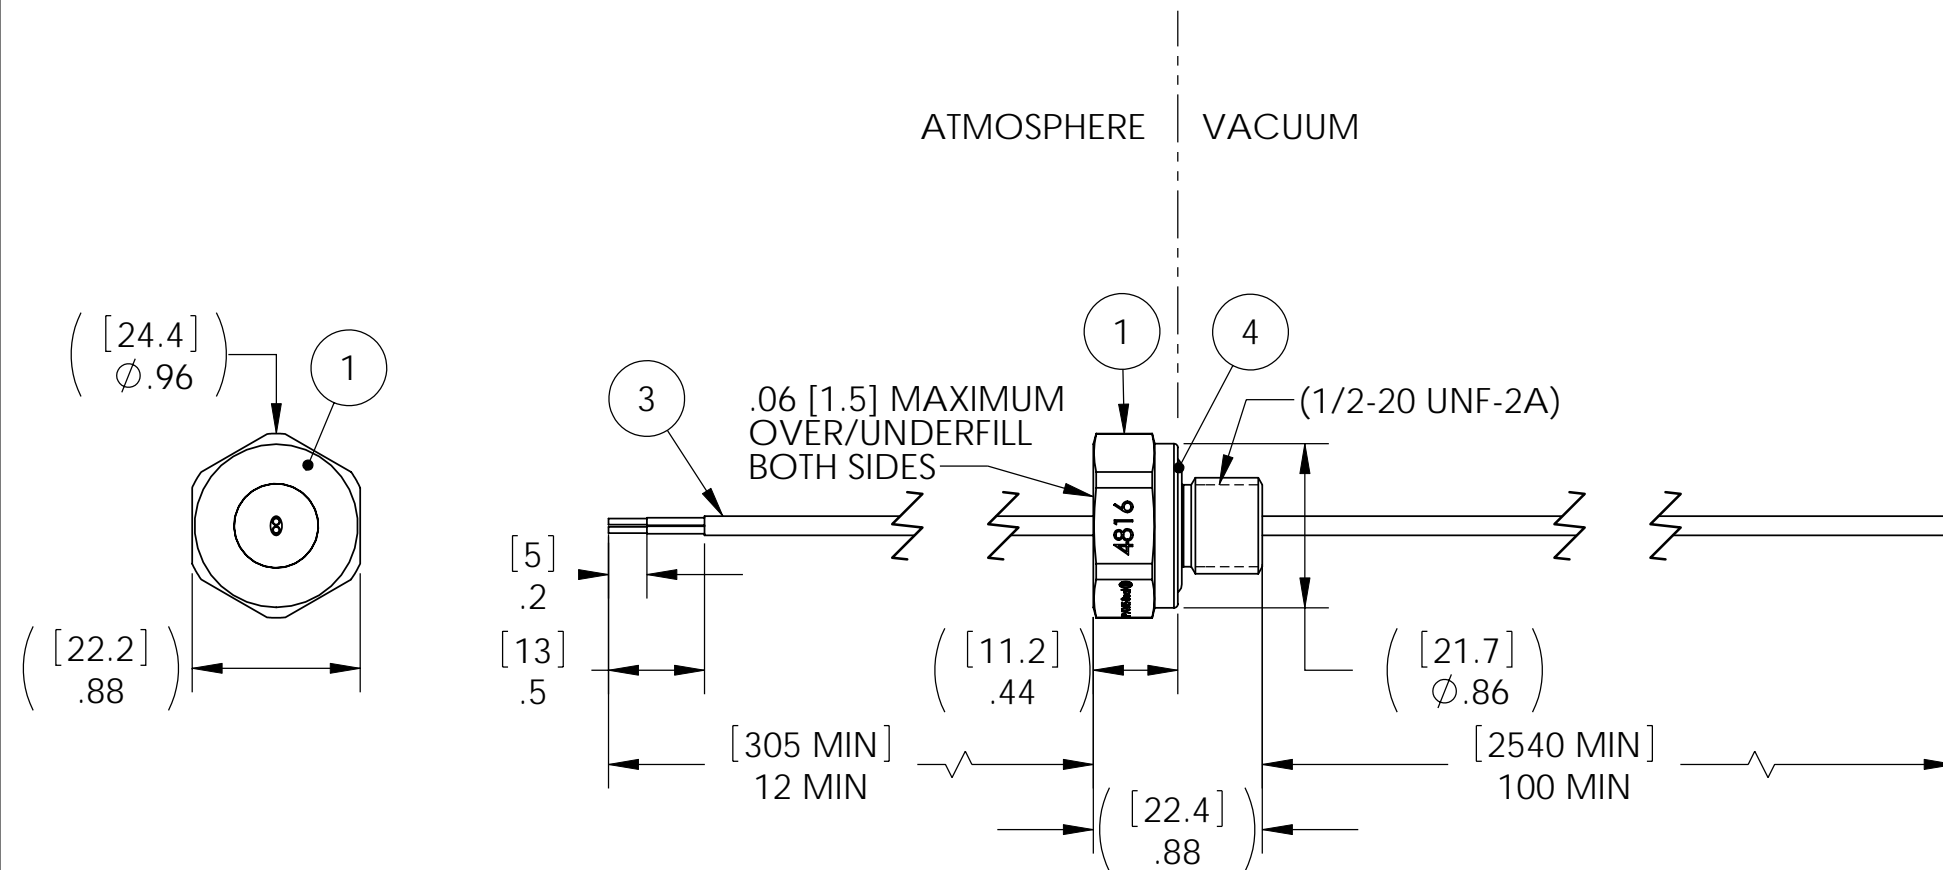 ATMOSPHERE VACUUM
[24.4]
Ø.96
1
3
1
4
.06 [1.5] MAXIMUM
OVER/UNDERFILL
BOTH SIDES
(1/2-20 UNF-2A)
4816
[5]
.2
[13]
.5
[22.2]
.88
[11.2]
.44
[21.7]
Ø.86
[305 MIN]
12 MIN
[2540 MIN]
100 MIN
[22.4]
.88